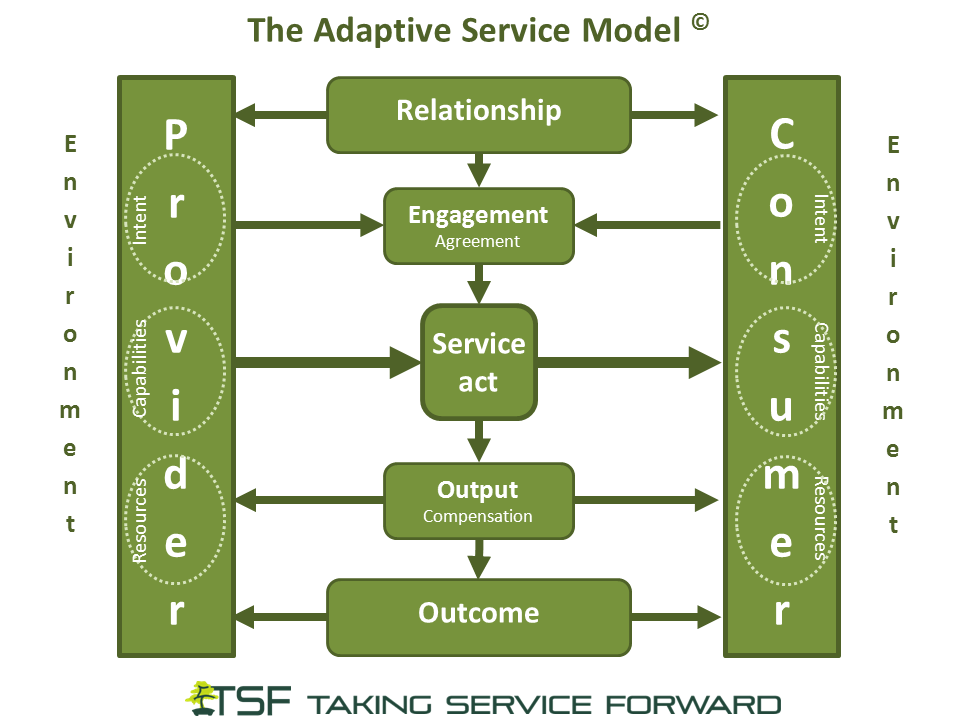 The Adaptive Service Model ©
Environment
Provider
Intent
Capabilities
Resources
Relationship
Engagement
Agreement
Service
act
Output
Compensation
Outcome
Consumer
Intent
Capabilities
Resources
Environment
TSF TAKING SERVICE FORWARD